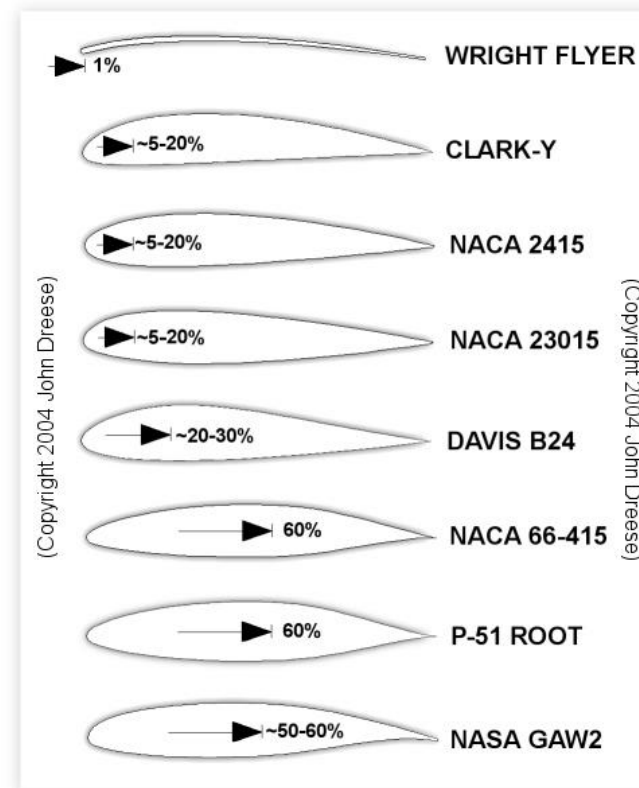 WRIGHT FLYER
1%
CLARK-Y
~5-20%
NACA 2415
~5-20%
NACA 23015
~5-20%
DAVIS B24
~20-30%
NACA 66-415
60%
P-51 ROOT
60%
NASA GAW2
~50-60%
(Copyright 2004 John Dreese)
(Copyright 2004 John Dreese)